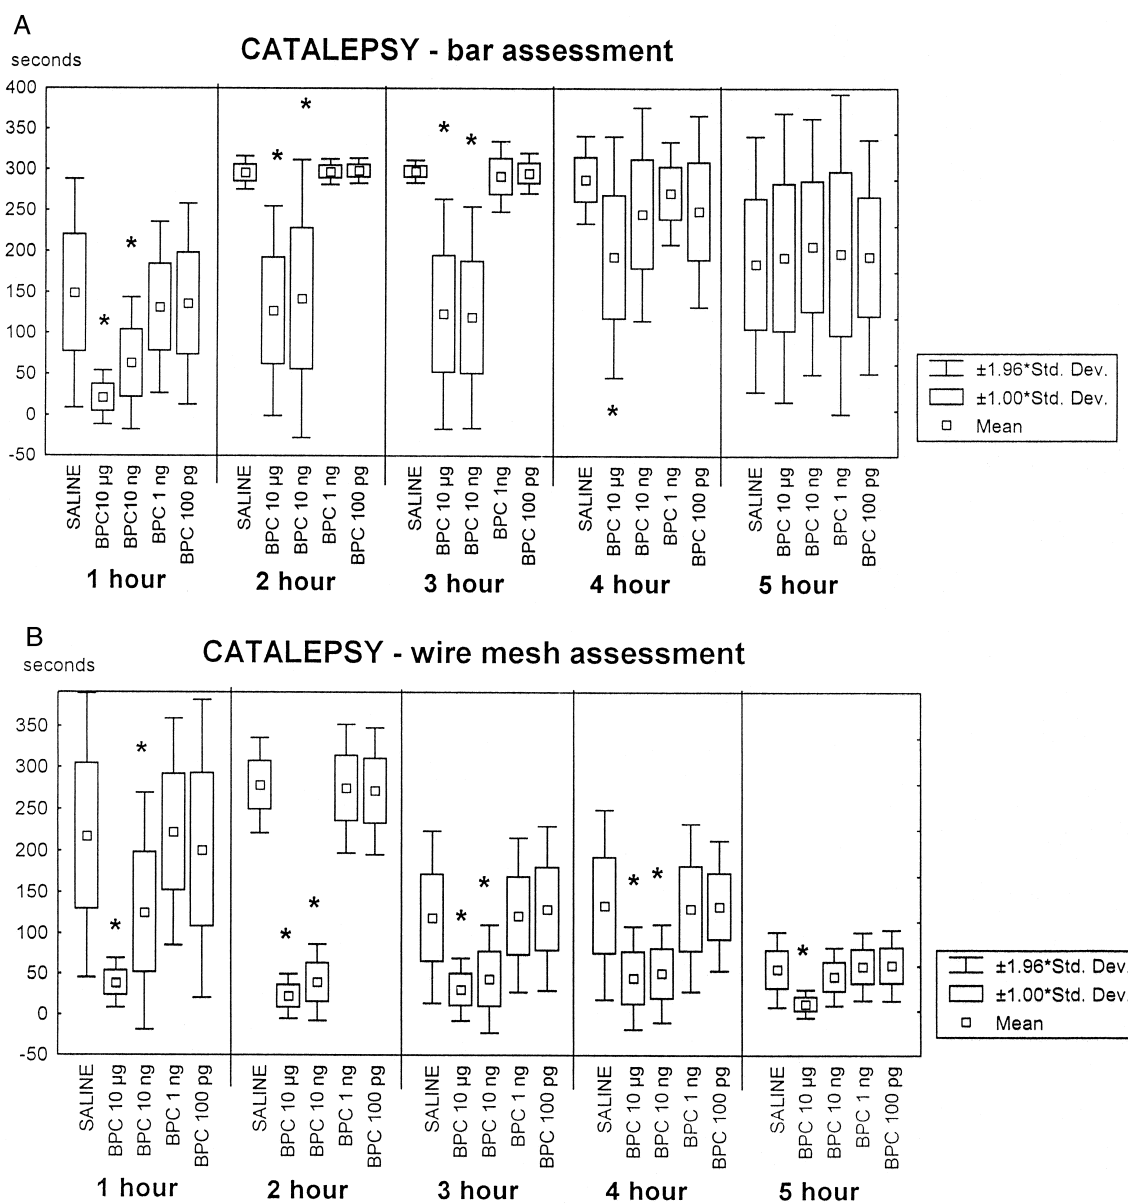 A
seconds
CATALEPSY - bar assessment
400
350
300
250
200
150
100
50
0
-50
*
*
*
*
*
*
*
±1.96*Std. Dev.
±1.00*Std. Dev.
Mean
SALINE
BPC10 µg
BPC10 ng
BPC 1 ng
BPC 100 pg
SALINE
BPC 10 µg
BPC 10 ng
BPC 1 ng
BPC 100 pg
SALINE
BPC 10 µg
BPC 10 ng
BPC 1ng
BPC 100 pg
SALINE
BPC 10 µg
BPC 10 ng
BPC 1 ng
BPC 100 pg
SALINE
BPC 10 µg
BPC 10 ng
BPC 1 ng
BPC 100 pg
1 hour
2 hour
3 hour
4 hour
5 hour
B
seconds
CATALEPSY - wire mesh assessment
350
300
250
200
150
100
50
0
-50
*
*
*
*
*
*
*
*
*
±1.96*Std. Dev.
±1.00*Std. Dev.
Mean
SALINE
BPC 10 µg
BPC 10 ng
BPC 1 ng
BPC 100 pg
SALINE
BPC 10 µg
BPC 10 ng
BPC 1 ng
BPC 100 pg
SALINE
BPC 10 µg
BPC 10 ng
BPC 1 ng
BPC 100 pg
SALINE
BPC 10 µg
BPC 10 ng
BPC 1 ng
BPC 100 pg
SALINE
BPC 10 µg
BPC 10 ng
BPC 1 ng
BPC 100 pg
1 hour
2 hour
3 hour
4 hour
5 hour